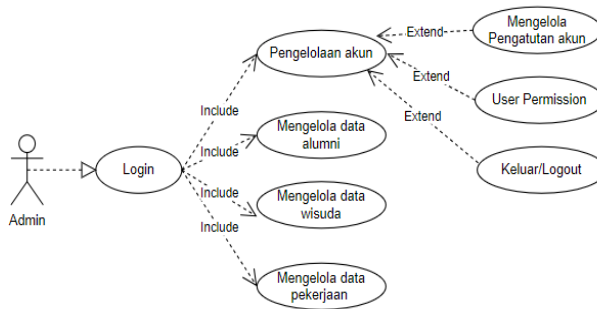 Mengelola
Pengatutan akun
Extend
Pengelolaan akun
Extend
User Permission
Include
Extend
Mengelola data
alumni
Include
Login
Keluar/Logout
Include
Mengelola data
wisuda
Admin
Include
Mengelola data
pekerjaan